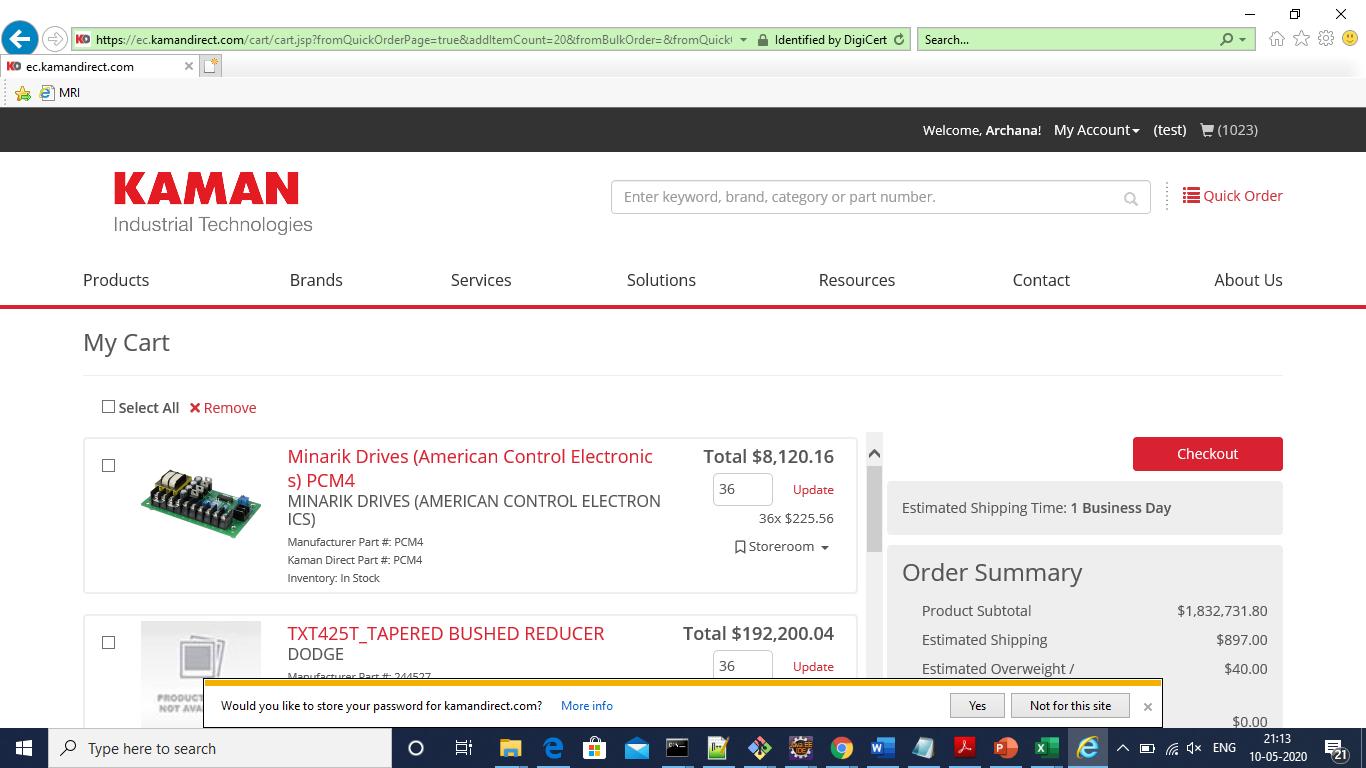 https://ec.kamandirect.com/cart/cart.jsp?fromQuickOrderPage=true&addItemCount=20&fromBulkOrder=&fromQuick
Identified by DigiCert
Search...
ec.kamandirect.com
MRI
Welcome, Archana!
My Account
(test)
(1023)
KAMAN
Industrial Technologies
Enter keyword, brand, category or part number.
Quick Order
Products
Brands
Services
Solutions
Resources
Contact
About Us
My Cart
Select All
Remove
Minarik Drives (American Control Electronic
s) PCM4
MINARIK DRIVES (AMERICAN CONTROL ELECTRON
ICS)
Manufacturer Part #: PCM4
Kaman Direct Part #: PCM4
Inventory: In Stock
Total $8,120.16
36
Update
36x $225.56
Storeroom
TXT425T_TAPERED BUSHED REDUCER
DODGE
Manufacturer Part #: 244527
PRODUC
NOT AVA
Total $192,200.04
36
Update
Checkout
Estimated Shipping Time: 1 Business Day
Order Summary
Product Subtotal
$1,832,731.80
Estimated Shipping
$897.00
Estimated Overweight /
$40.00
$0.00
Would you like to store your password for kamandirect.com?
More info
Yes
Not for this site
Type here to search
ENG
21:13
10-05-2020
21